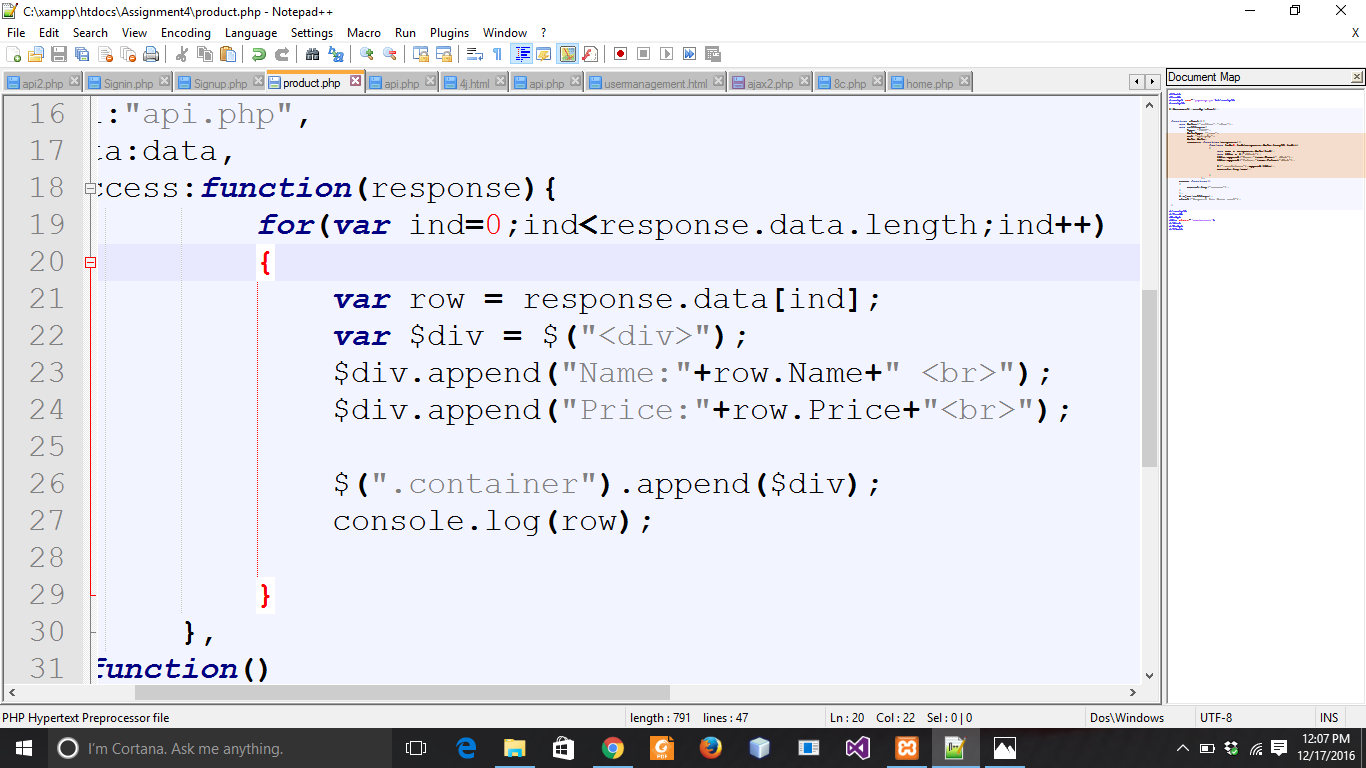 C:\xampp\htdocs\Assignment4\product.php - Notepad++
File Edit Search View Encoding Language Settings Macro Run Plugins Window ? X
api2.php Signin.php Signup.php product.php api.php 4j.html api.php usermanagement.html ajax2.php 8c.php home.php
Document Map
16 :"api.php",
17 ta:data,
18 ccess:function(response){
19 for(var ind=0;ind<response.data.length;ind++)
20 {
21 var row = response.data[ind];
22 var $div = $("<div>");
23 $div.append("Name:"+row.Name+" <br>");
24 $div.append("Price:"+row.Price+"<br>");
25
26 $(".container").append($div);
27 console.log(row);
28
29 }
30 },
31 function()
PHP Hypertext Preprocessor file length : 791 lines : 47 Ln : 20 Col : 22 Sel : 0 | 0 Dos\Windows UTF-8 INS
I'm Cortana. Ask me anything.
12:07 PM
12/17/2016